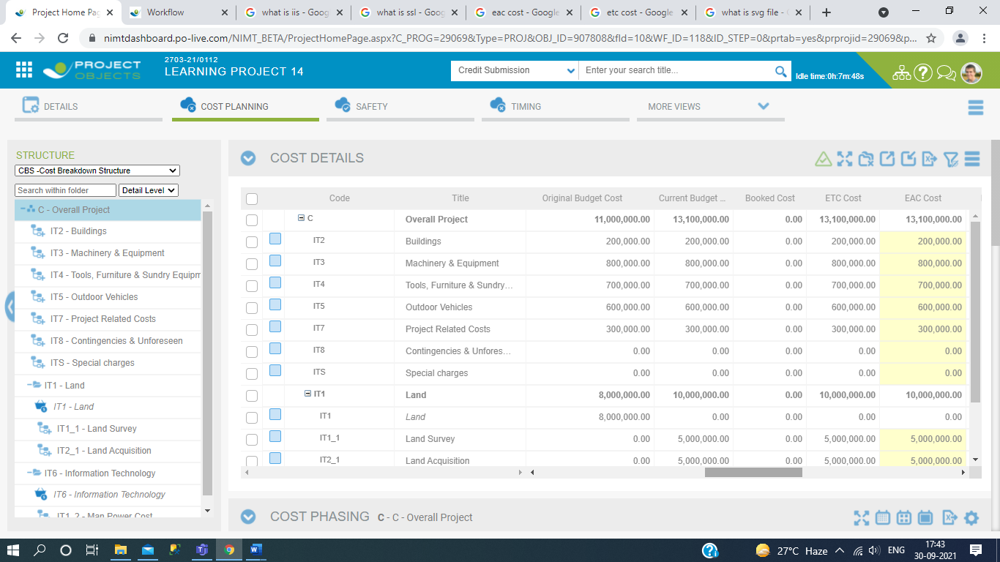 Project Home Pag
Workflow
what is iis - Goog
what is ssl - Goog
eac cost - Google
etc cost - Google
what is svg file - G
nimtdashboard.po-live.com/NIMT_BETA/ProjectHomePage.aspx?C_PROG=29069&Type=PROJ&OBJ_ID=907808&fId=10&WF_ID=118&ID_STEP=0&prtab=yes&prprojid=29069&p...
PROJECT
OBJECTS
2703-21/0112
LEARNING PROJECT 14
Credit Submission
Enter your search title...
Idle time:0h:7m:48s
DETAILS
COST PLANNING
SAFETY
TIMING
MORE VIEWS
STRUCTURE
CBS -Cost Breakdown Structure
Search within folder
Detail Level
C - Overall Project
IT2 - Buildings
IT3 - Machinery & Equipment
IT4 - Tools, Furniture & Sundry Equipm
IT5 - Outdoor Vehicles
IT7 - Project Related Costs
IT8 - Contingencies & Unforeseen
ITS - Special charges
IT1 - Land
IT1 - Land
IT1_1 - Land Survey
IT2_1 - Land Acquisition
IT6 - Information Technology
IT6 - Information Technology
IT1_2 - Man Power Cost
COST DETAILS
Code Title Original Budget Cost Current Budget ... Booked Cost ETC Cost EAC Cost
C Overall Project 11,000,000.00 13,100,000.00 0.00 13,100,000.00 13,100,000.00
IT2 Buildings 200,000.00 200,000.00 0.00 200,000.00 200,000.00
IT3 Machinery & Equipment 800,000.00 800,000.00 0.00 800,000.00 800,000.00
IT4 Tools, Furniture & Sundry... 700,000.00 700,000.00 0.00 700,000.00 700,000.00
IT5 Outdoor Vehicles 600,000.00 600,000.00 0.00 600,000.00 600,000.00
IT7 Project Related Costs 300,000.00 300,000.00 0.00 300,000.00 300,000.00
IT8 Contingencies & Unfores... 0.00 0.00 0.00 0.00 0.00
ITS Special charges 0.00 0.00 0.00 0.00 0.00
IT1 Land 8,000,000.00 10,000,000.00 0.00 10,000,000.00 10,000,000.00
IT1 Land 8,000,000.00 0.00 0.00 0.00 0.00
IT1_1 Land Survey 0.00 5,000,000.00 0.00 5,000,000.00 5,000,000.00
IT2_1 Land Acquisition 0.00 5,000,000.00 0.00 5,000,000.00 5,000,000.00
COST PHASING C - C - Overall Project
27°C Haze
ENG
17:43
30-09-2021